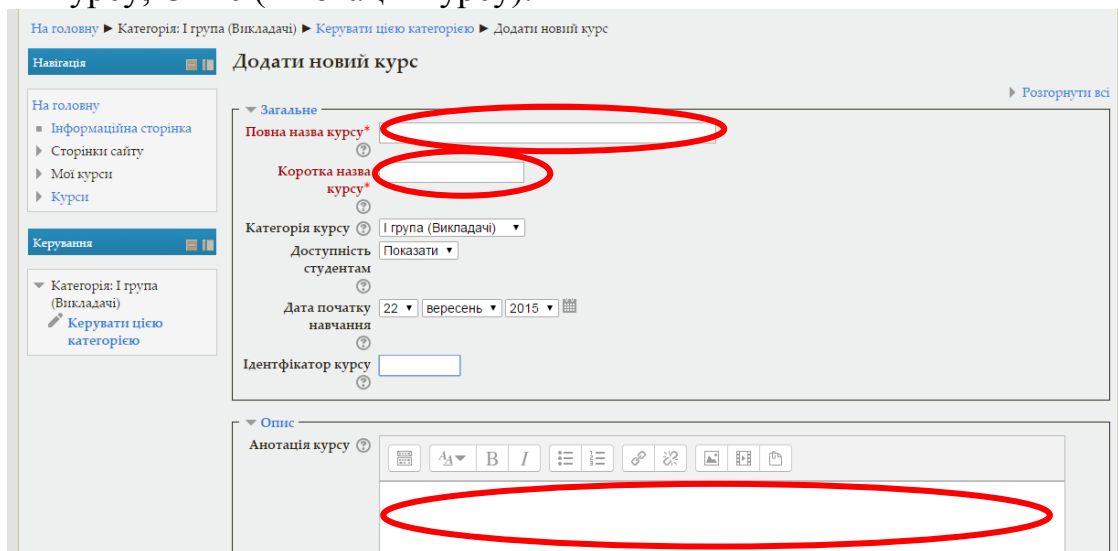 На головну ► Категорія: І група (Викладачі) ► Керувати цією категорією ► Додати новий курс
Навігація
На головну
Інформаційна сторінка
Сторінки сайту
Мої курси
Курси
Керування
Категорія: І група
(Викладачі)
Керувати цією
категорією
Додати новий курс
Розгорнути всі
Загальне
Повна назва курсу*
Коротка назва
курсу*
Категорія курсу
І група (Викладачі)
Доступність
студентам
Показати
Дата початку
навчання
22 вересень 2015
Ідентфікатор курсу
Опис
Анотація курсу
B I